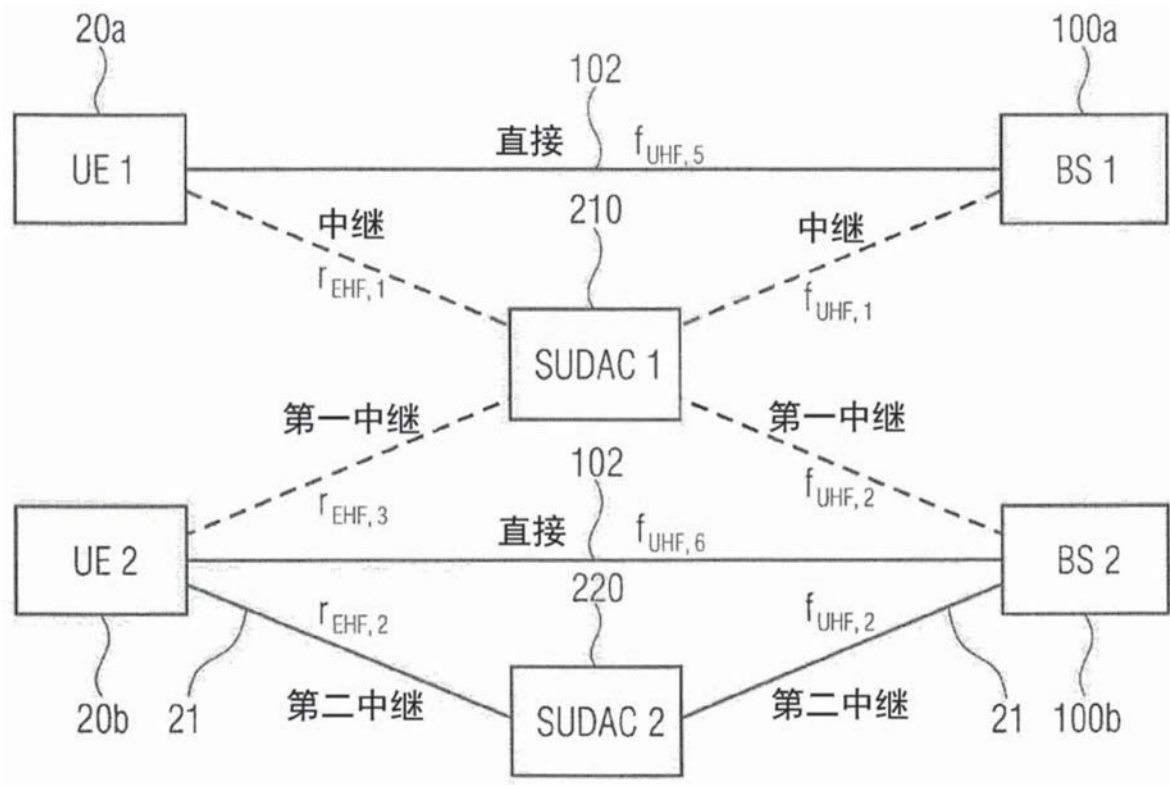 20a
100a
102
UE 1
直接 f_UHF,5
BS 1
210
中继
中继
r_EHF,1
f_UHF,1
SUDAC 1
第一中继
第一中继
102
r_EHF,3
f_UHF,2
直接 f_UHF,6
UE 2
BS 2
220
r_EHF,2
f_UHF,2
第二中继
第二中继
SUDAC 2
20b
21
21
100b